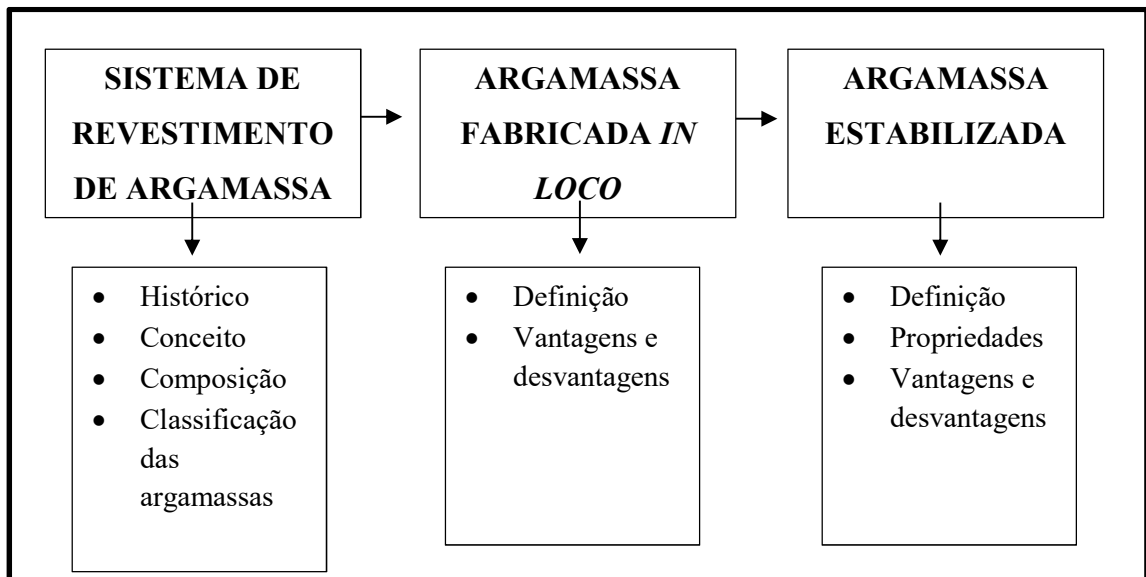 SISTEMA DE
REVESTIMENTO
DE ARGAMASSA
ARGAMASSA
FABRICADA IN
LOCO
ARGAMASSA
ESTABILIZADA
• Histórico
• Conceito
• Composição
• Classificação
das
argamassas
• Definição
• Vantagens e
desvantagens
• Definição
• Propriedades
• Vantagens e
desvantagens